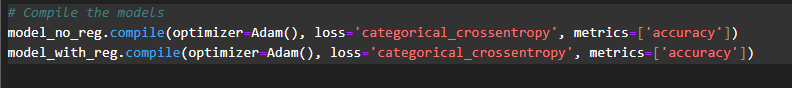 # Compile the models
model_no_reg.compile(optimizer=Adam(), loss='categorical_crossentropy', metrics=['accuracy'])
model_with_reg.compile(optimizer=Adam(), loss='categorical_crossentropy', metrics=['accuracy'])